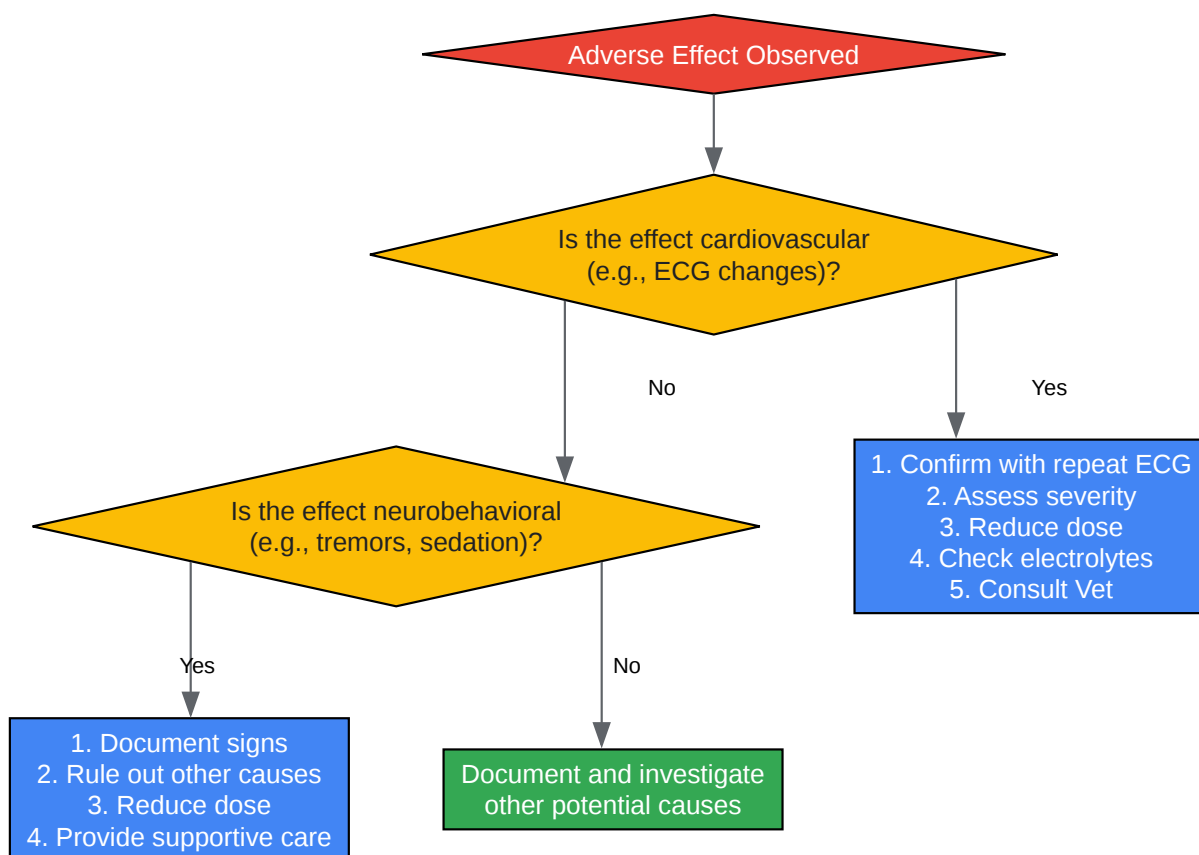 Adverse Effect Observed
Is the effect cardiovascular
(e.g., ECG changes)?
No
Yes
1. Confirm with repeat ECG
2. Assess severity
3. Reduce dose
4. Check electrolytes
5. Consult Vet
Is the effect neurobehavioral
(e.g., tremors, sedation)?
Yes
No
1. Document signs
2. Rule out other causes
3. Reduce dose
4. Provide supportive care
Document and investigate
other potential causes